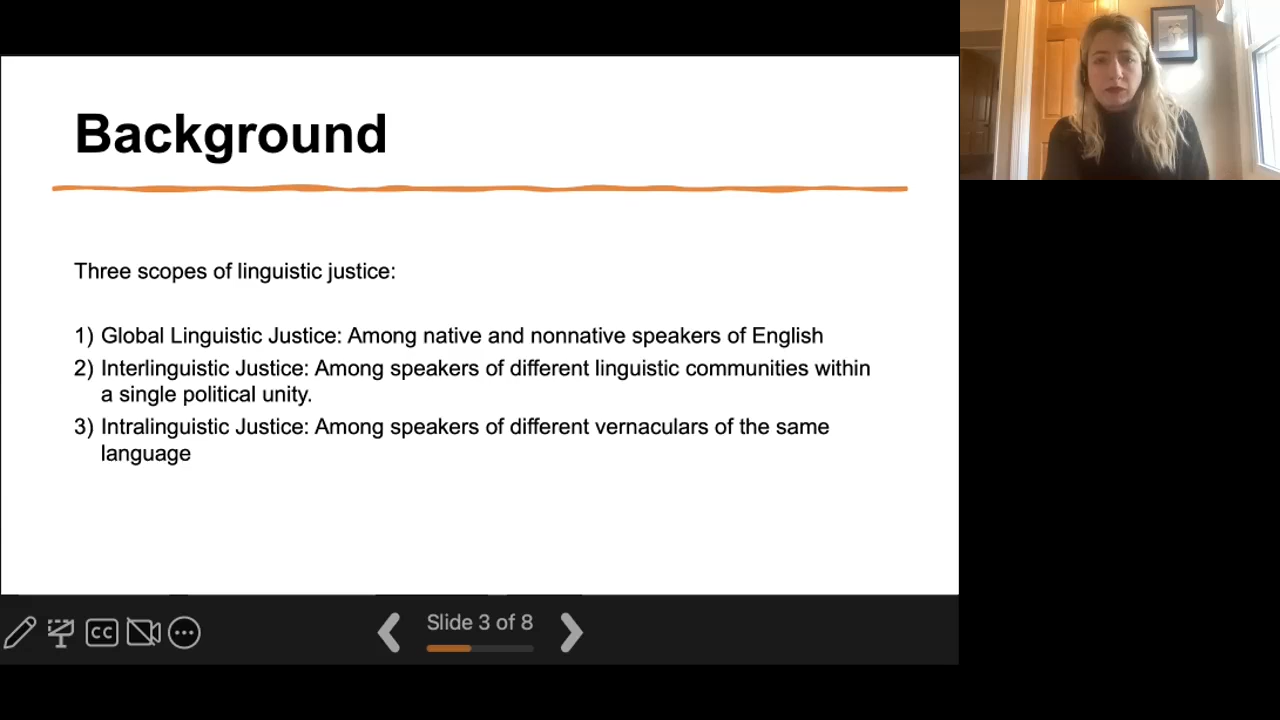 Background
Three scopes of linguistic justice:
1) Global Linguistic Justice: Among native and nonnative speakers of English
2) Interlinguistic Justice: Among speakers of different linguistic communities within
a single political unity.
3) Intralinguistic Justice: Among speakers of different vernaculars of the same
language
CC
Slide 3 of 8